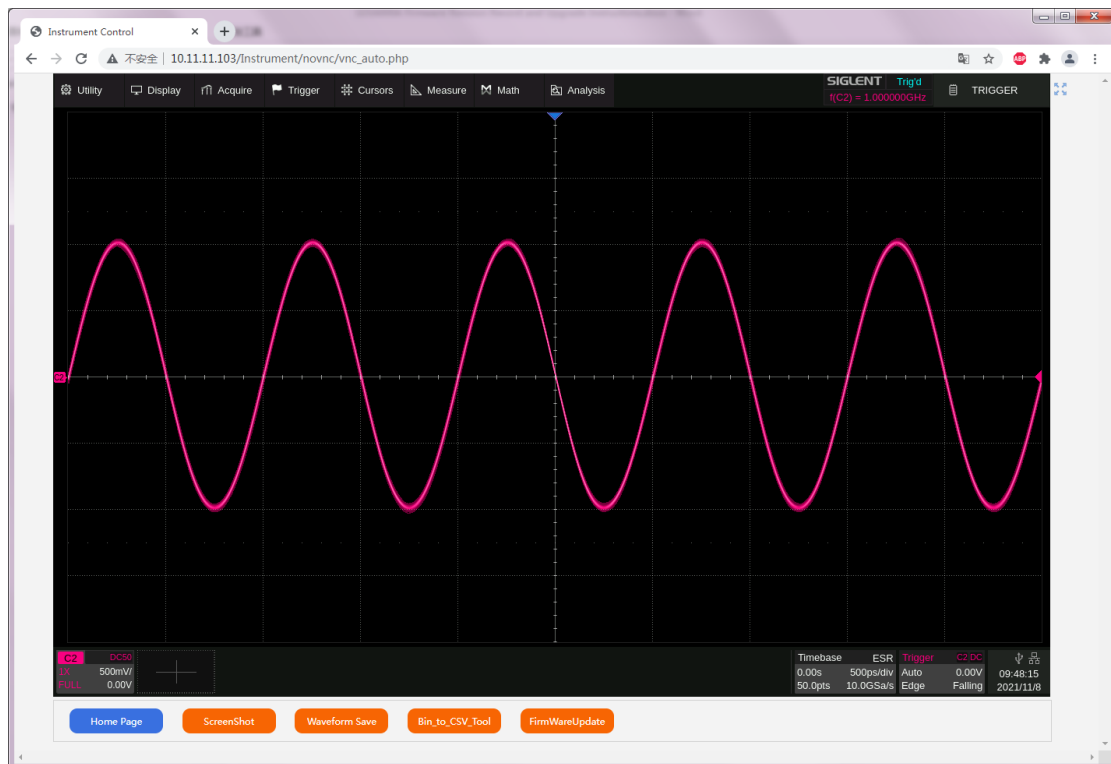 Instrument Control
不安全 | 10.11.11.103/Instrument/novnc/vnc_auto.php
ABP
Utility Display Acquire Trigger Cursors Measure Math Analysis
SIGLENT Trig'd
f(C2) = 1.000000GHz
TRIGGER
C2
C2 DC50
1X 500mV/
FULL 0.00V
Timebase ESR
0.00s 500ps/div
50.0pts 10.0GSa/s
Trigger C2 DC
Auto 0.00V
Edge Falling
09:48:15
2021/11/8
Home Page ScreenShot Waveform Save Bin_to_CSV_Tool FirmWareUpdate